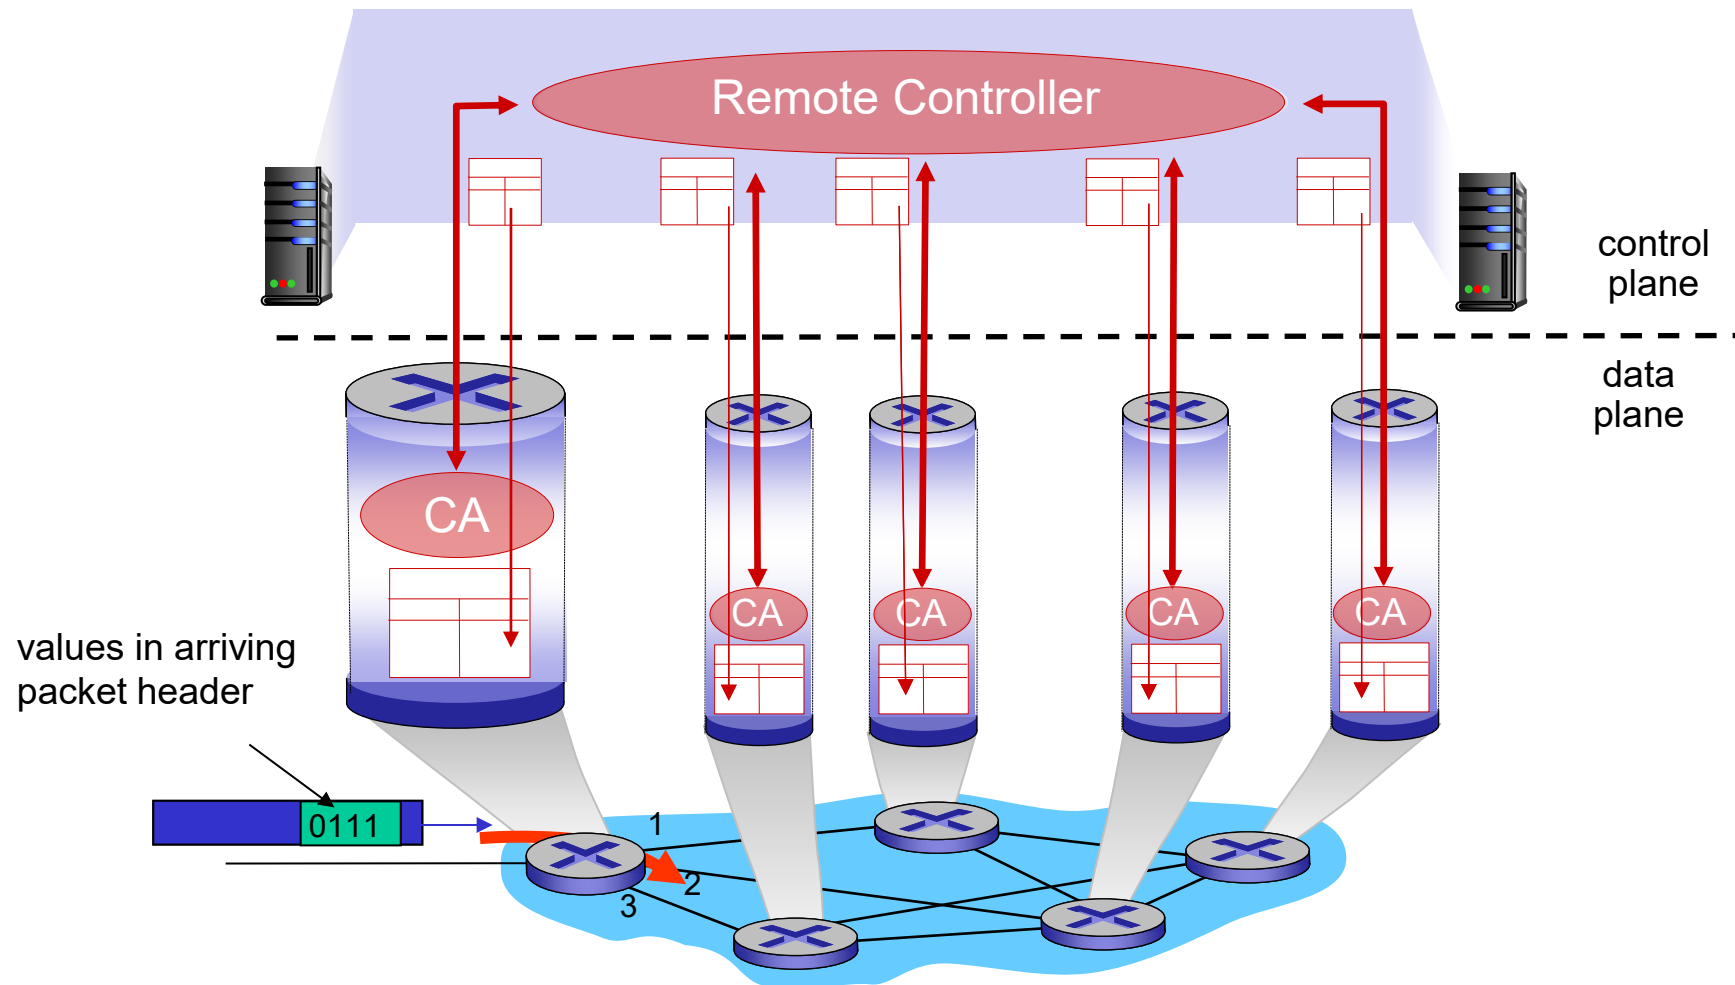 Remote Controller
control
plane
data
plane
CA
CA
CA
CA
CA
values in arriving
packet header
0111
1
2
3